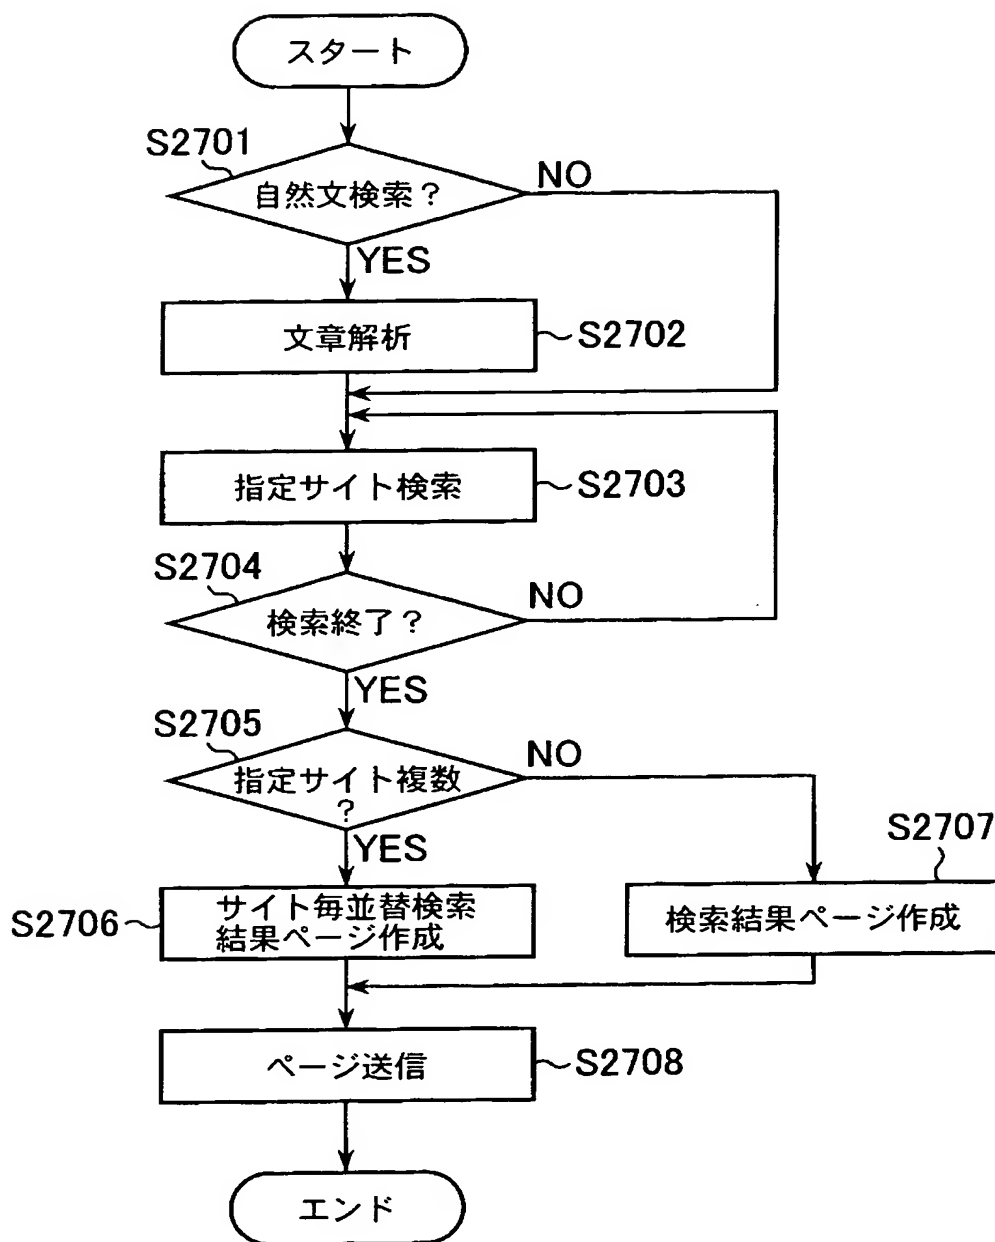 スタート
S2701
自然文検索？
NO
YES
文章解析
S2702
指定サイト検索
S2703
S2704
検索終了？
NO
YES
S2705
指定サイト複数
？
NO
YES
S2707
S2706
サイト毎並替検索
結果ページ作成
検索結果ページ作成
ページ送信
S2708
エンド